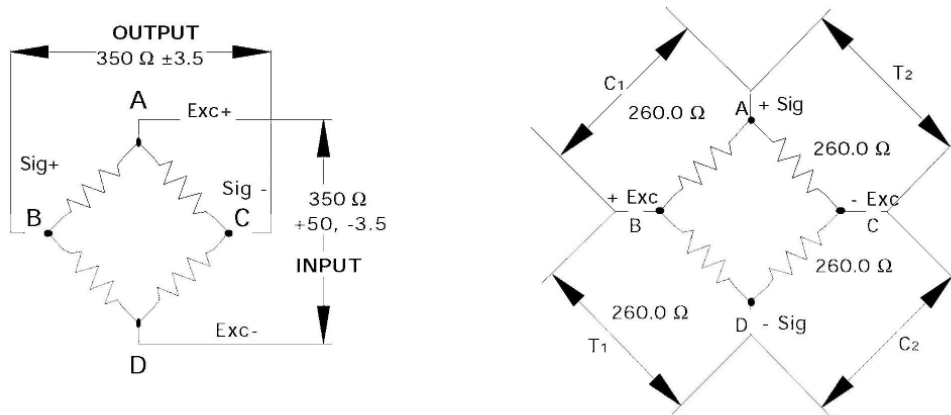 OUTPUT
350 Ω ±3.5
A
Exc+
Sig+
Sig -
B
C
350 Ω
+50, -3.5
INPUT
Exc-
D
C1
T2
A + Sig
260.0 Ω
260.0 Ω
+ Exc
- Exc
B
C
260.0 Ω
260.0 Ω
D - Sig
T1
C2